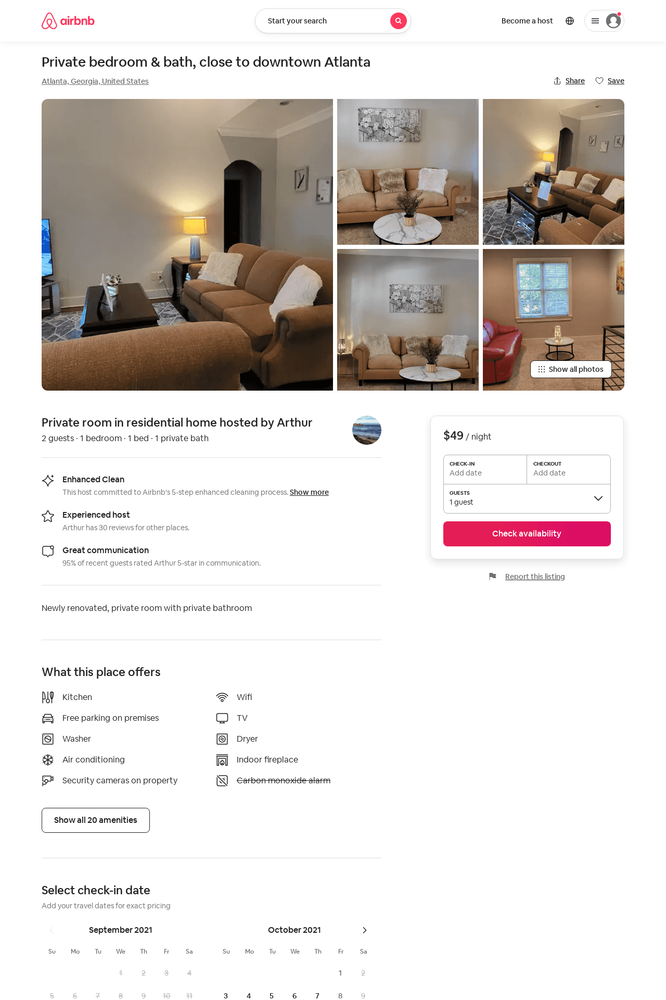 airbnb
Start your search
Become a host
Private bedroom & bath, close to downtown Atlanta
Atlanta, Georgia, United States
Share
Save
Show all photos
Private room in residential home hosted by Arthur
2 guests · 1 bedroom · 1 bed · 1 private bath
Enhanced Clean
This host committed to Airbnb's 5-step enhanced cleaning process. Show more
Experienced host
Arthur has 30 reviews for other places.
Great communication
95% of recent guests rated Arthur 5-star in communication.
$49 / night
CHECK-IN
Add date
CHECKOUT
Add date
GUESTS
1 guest
Check availability
Report this listing
Newly renovated, private room with private bathroom
What this place offers
Kitchen
Wifi
Free parking on premises
TV
Washer
Dryer
Air conditioning
Indoor fireplace
Security cameras on property
Carbon monoxide alarm
Show all 20 amenities
Select check-in date
Add your travel dates for exact pricing
September 2021
Su Mo Tu We Th Fr Sa
1 2 3 4
5 6 7 8 9 10 11
October 2021
Su Mo Tu We Th Fr Sa
1 2
3 4 5 6 7 8 9